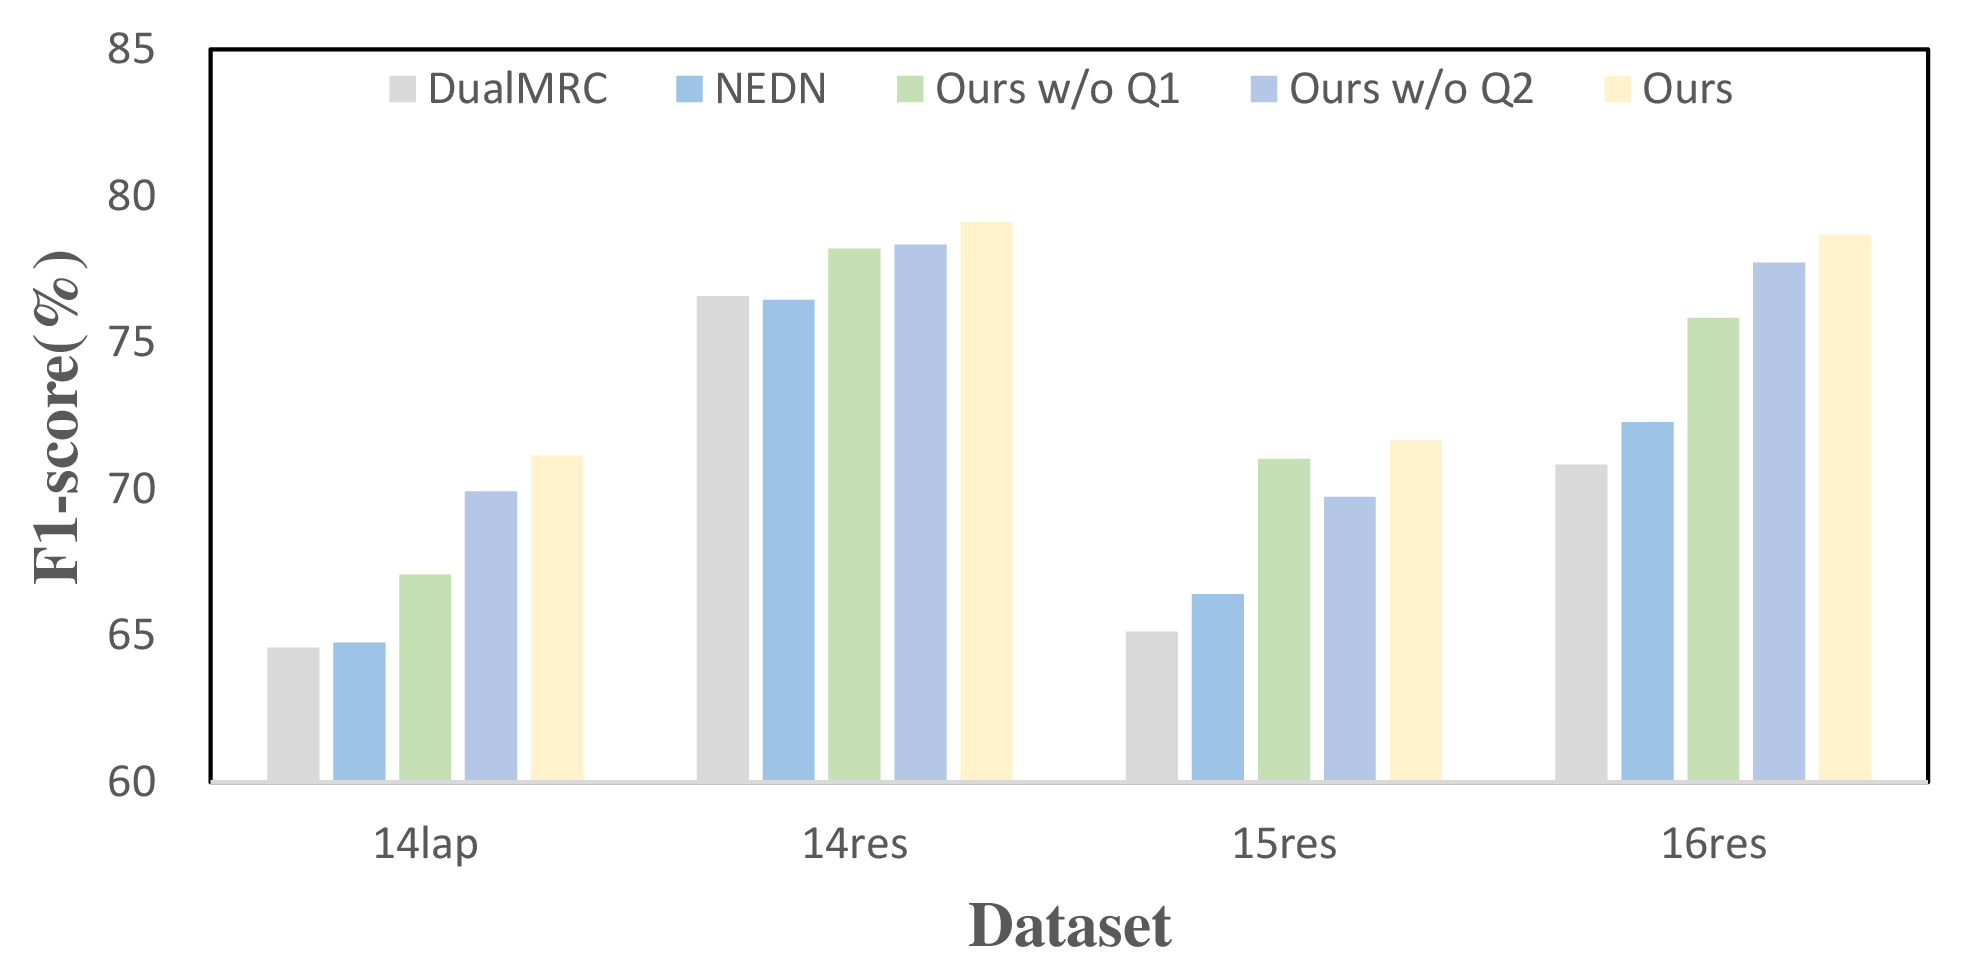 85
DualMRC NEDN Ours w/o Q1 Ours w/o Q2 Ours
80
75
70
65
60
F1-score(%)
14lap 14res 15res 16res
Dataset